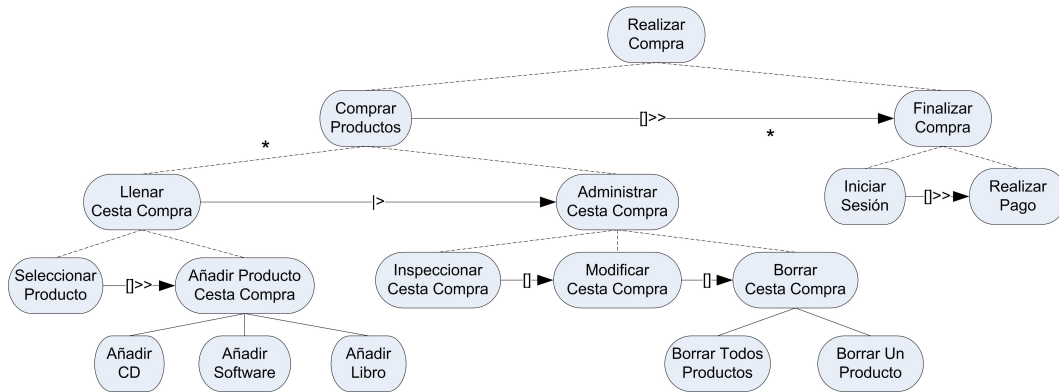 Realizar
Compra
Comprar
Productos
[]>>
*
Finalizar
Compra
*
Llenar
Cesta Compra
|>
Administrar
Cesta Compra
Iniciar
Sesión
[]>>
Realizar
Pago
Seleccionar
Producto
[]>>
Añadir Producto
Cesta Compra
Inspeccionar
Cesta Compra
[]
Modificar
Cesta Compra
[]
Borrar
Cesta Compra
Añadir
CD
Añadir
Software
Añadir
Libro
Borrar Todos
Productos
Borrar Un
Producto